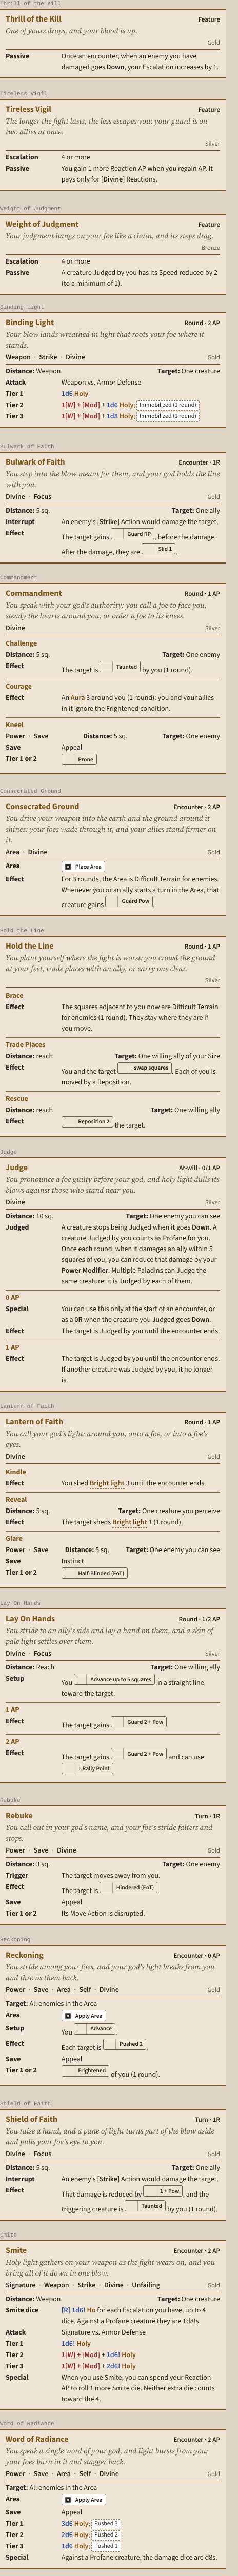 Thrill of the Kill
Thrill of the Kill Feature
One of yours drops, and your blood is up.
Gold
Passive Once an encounter, when an enemy you have
damaged goes Down, your Escalation increases by 1.
Tireless Vigil
Tireless Vigil Feature
The longer the fight lasts, the less escapes you: your guard is on
two allies at once.
Silver
Escalation 4 or more
Passive You gain 1 more Reaction AP when you regain AP. It
pays only for [Divine] Reactions.
Weight of Judgment
Weight of Judgment Feature
Your judgment hangs on your foe like a chain, and its steps drag.
Bronze
Escalation 4 or more
Passive A creature Judged by you has its Speed reduced by 2
(to a minimum of 1).
Binding Light
Binding Light Round · 2 AP
Your blow lands wreathed in light that roots your foe where it
stands.
Weapon · Strike · Divine Gold
Distance: Weapon Target: One creature
Attack Weapon vs. Armor Defense
Tier 1 1d6 Holy
Tier 2 1[W] + [Mod] + 1d6 Holy; Immobilized (1 round)
Tier 3 1[W] + [Mod] + 1d8 Holy; Immobilized (1 round)
Bulwark of Faith
Bulwark of Faith Encounter · 1R
You step into the blow meant for them, and your god holds the line
with you.
Divine · Focus Gold
Distance: 5 sq. Target: One ally
Interrupt An enemy's [Strike] Action would damage the target.
Effect The target gains Guard RP, before the damage.
After the damage, they are Slid 1.
Commandment
Commandment Round · 1 AP
You speak with your god's authority: you call a foe to face you,
steady the hearts around you, or order a foe to its knees.
Divine Silver
Challenge
Distance: 5 sq. Target: One enemy
Effect The target is Taunted by you (1 round).
Courage
Effect An Aura 3 around you (1 round): you and your allies
in it ignore the Frightened condition.
Kneel
Power · Save Distance: 5 sq. Target: One enemy
Save Appeal
Tier 1 or 2 Prone
Consecrated Ground
Consecrated Ground Encounter · 2 AP
You drive your weapon into the earth and the ground around it
shines: your foes wade through it, and your allies stand firmer on
it.
Area · Divine Gold
Area Place Area
Effect For 3 rounds, the Area is Difficult Terrain for enemies.
Whenever you or an ally starts a turn in the Area, that
creature gains Guard Pow.
Hold the Line
Hold the Line Round · 1 AP
You plant yourself where the fight is worst: you crowd the ground
at your feet, trade places with an ally, or carry one clear.
Silver
Brace
Effect The squares adjacent to you now are Difficult Terrain
for enemies (1 round). They stay where they are if
you move.
Trade Places
Distance: reach Target: One willing ally of your Size
Effect You and the target swap squares. Each of you is
moved by a Reposition.
Rescue
Distance: reach Target: One willing ally
Effect Reposition 2 the target.
Judge
Judge At-will · 0/1 AP
You pronounce a foe guilty before your god, and holy light dulls its
blows against those who stand near you.
Divine Silver
Distance: 10 sq. Target: One enemy you can see
Judged A creature stops being Judged when it goes Down. A
creature Judged by you counts as Profane for you.
Once each round, when it damages an ally within 5
squares of you, you can reduce that damage by your
Power Modifier. Multiple Paladins can Judge the
same creature: it is Judged by each of them.
0 AP
Special You can use this only at the start of an encounter, or
as a 0R when the creature you Judged goes Down.
Effect The target is Judged by you until the encounter ends.
1 AP
Effect The target is Judged by you until the encounter ends.
If another creature was Judged by you, it no longer
is.
Lantern of Faith
Lantern of Faith Round · 1 AP
You call your god's light: around you, onto a foe, or into a foe's
eyes.
Divine Gold
Kindle
Effect You shed Bright light 3 until the encounter ends.
Reveal
Distance: 5 sq. Target: One creature you perceive
Effect The target sheds Bright light 1 (1 round).
Glare
Power · Save Distance: 5 sq. Target: One enemy you can see
Save Instinct
Tier 1 or 2 Half-Blinded (EoT)
Lay On Hands
Lay On Hands Round · 1/2 AP
You stride to an ally's side and lay a hand on them, and a skin of
pale light settles over them.
Divine Silver
Distance: Reach Target: One willing ally
Setup You Advance up to 5 squares in a straight line
toward the target.
1 AP
Effect The target gains Guard 2 + Pow.
2 AP
Effect The target gains Guard 2 + Pow and can use
1 Rally Point.
Rebuke
Rebuke Turn · 1R
You call out in your god's name, and your foe's stride falters and
stops.
Power · Save · Divine Gold
Distance: 3 sq. Target: One enemy
Trigger The target moves away from you.
Effect The target is Hindered (EoT).
Save Appeal
Tier 1 or 2 Its Move Action is disrupted.
Reckoning
Reckoning Encounter · 0 AP
You stride among your foes, and your god's light breaks from you
and throws them back.
Power · Save · Area · Self · Divine Gold
Target: All enemies in the Area
Area Apply Area
Setup You Advance.
Effect Each target is Pushed 2.
Save Appeal
Tier 1 or 2 Frightened of you (1 round).
Shield of Faith
Shield of Faith Turn · 1R
You raise a hand, and a pane of light turns part of the blow aside
and pulls your foe's eye to you.
Divine · Focus Gold
Distance: 5 sq. Target: One ally
Interrupt An enemy's [Strike] Action would damage the target.
Effect That damage is reduced by 1 + Pow, and the
triggering creature is Taunted by you (1 round).
Smite
Smite Encounter · 2 AP
Holy light gathers on your weapon as the fight wears on, and you
bring all of it down in one blow.
Signature · Weapon · Strike · Divine · Unfailing Gold
Distance: Weapon Target: One creature
Smite dice [R] 1d6! Ho for each Escalation you have, up to 4
dice. Against a Profane creature they are 1d8!s.
Attack Signature vs. Armor Defense
Tier 1 1d6! Holy
Tier 2 1[W] + [Mod] + 1d6! Holy
Tier 3 1[W] + [Mod] + 2d6! Holy
Special When you use Smite, you can spend your Reaction
AP to roll 1 more Smite die. Neither extra die counts
toward the 4.
Word of Radiance
Word of Radiance Encounter · 2 AP
You speak a single word of your god, and light bursts from you:
your foes burn in it and stagger back.
Power · Save · Area · Self · Divine Gold
Target: All enemies in the Area
Area Apply Area
Save Appeal
Tier 1 3d6 Holy; Pushed 3
Tier 2 2d6 Holy; Pushed 2
Tier 3 1d6 Holy; Pushed 1
Special Against a Profane creature, the damage dice are d8s.